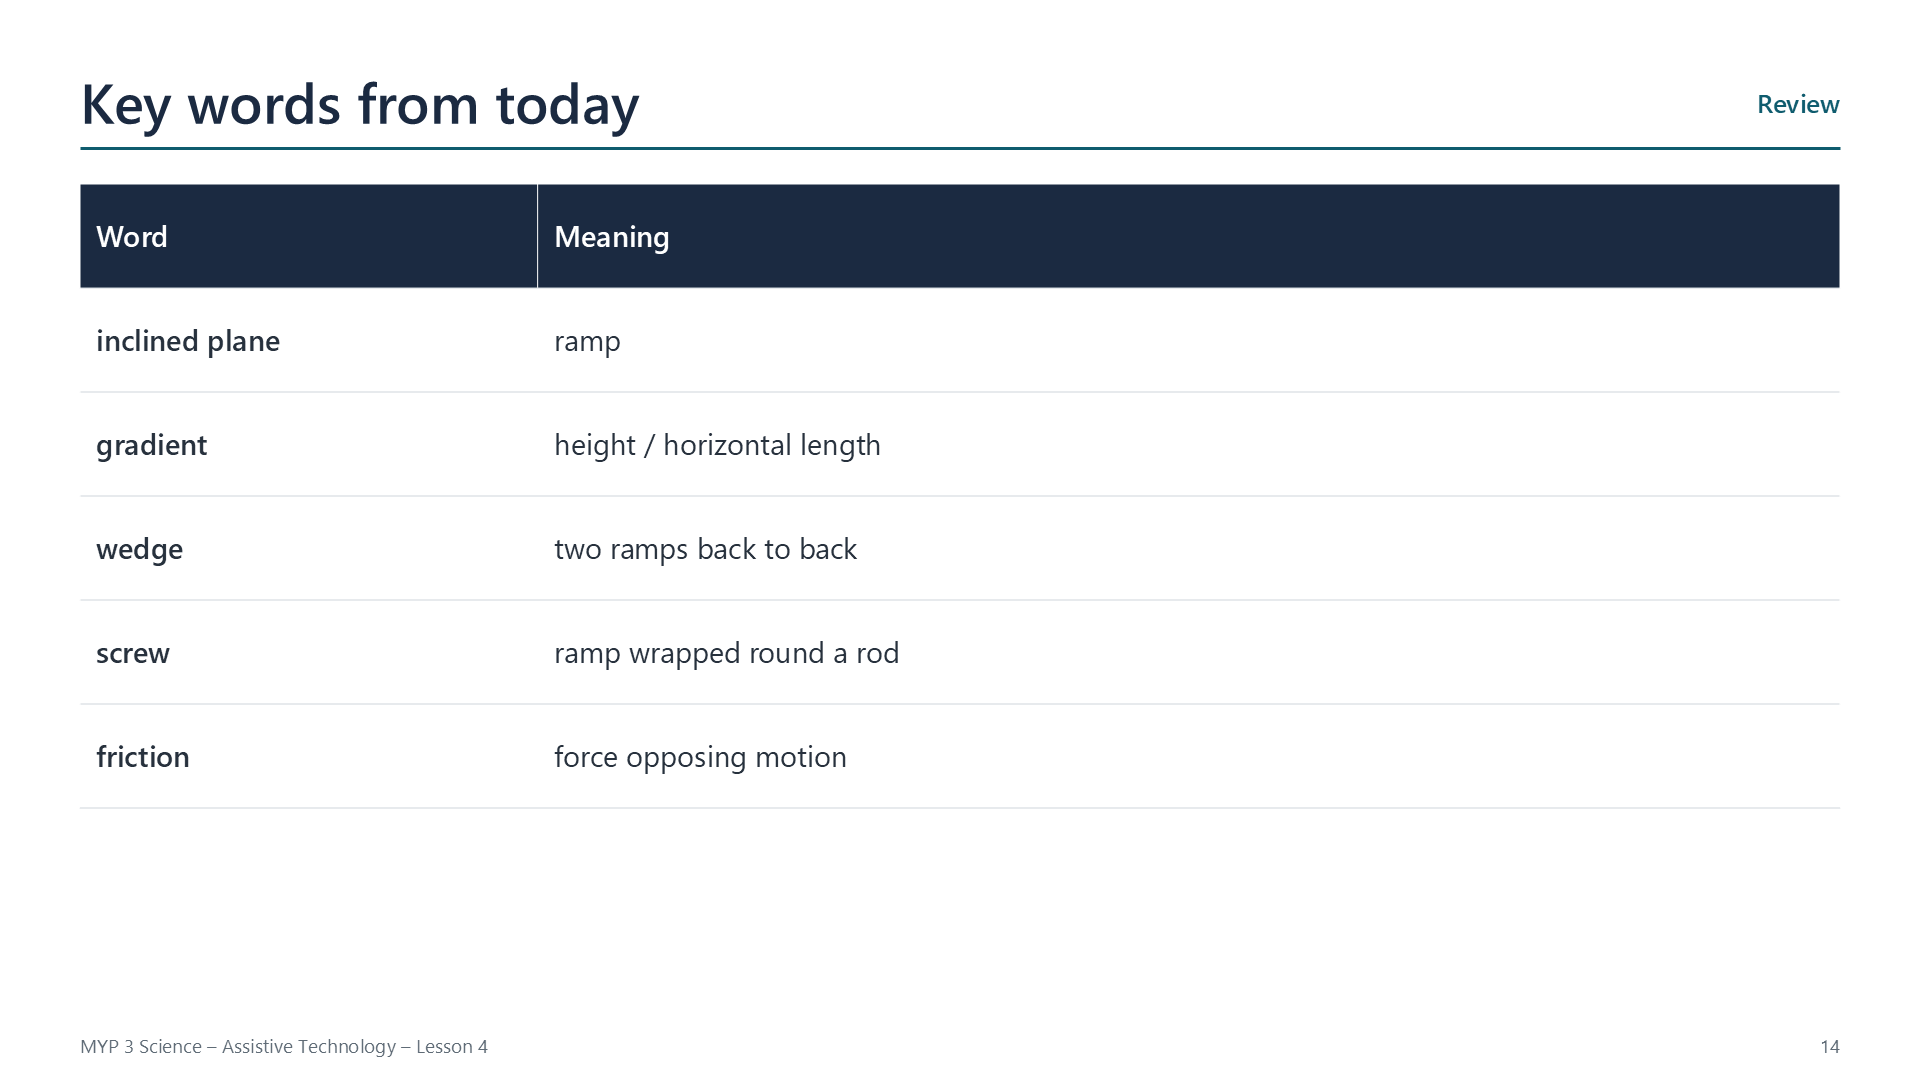 Key words from today
Review
Word Meaning
inclined plane ramp
gradient height / horizontal length
wedge two ramps back to back
screw ramp wrapped round a rod
friction force opposing motion
MYP 3 Science – Assistive Technology – Lesson 4
14